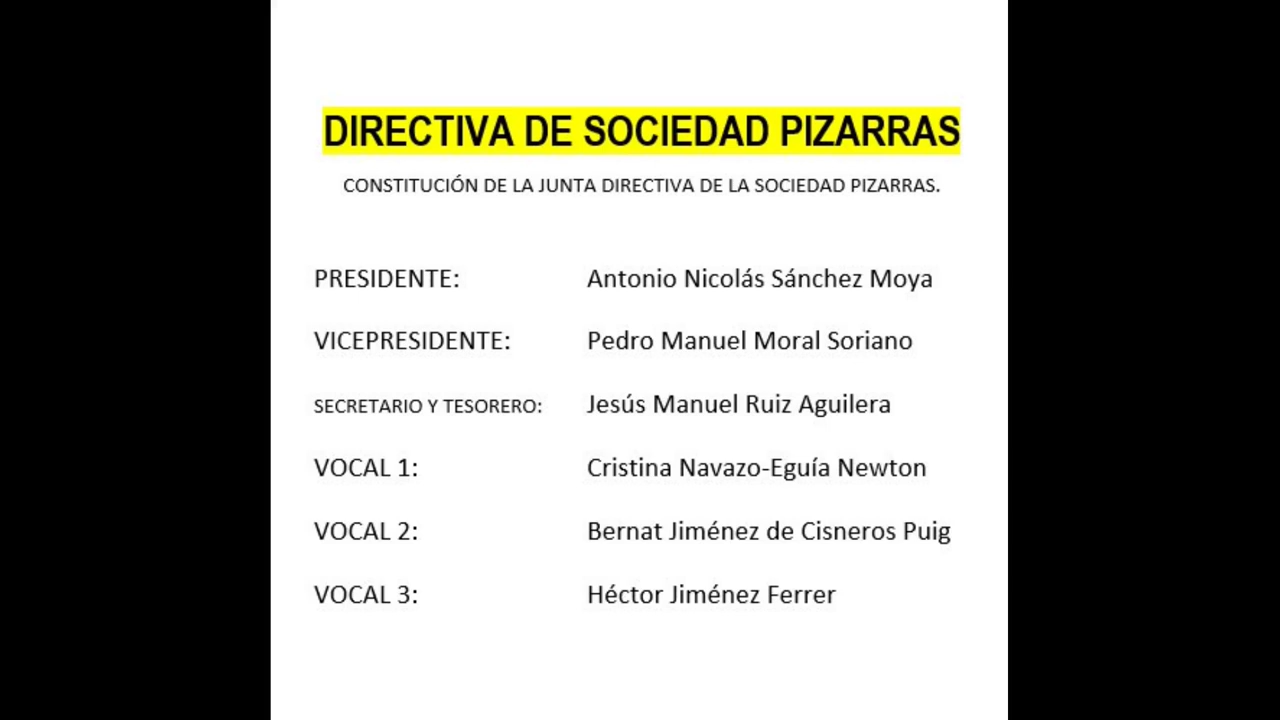 DIRECTIVA DE SOCIEDAD PIZARRAS
CONSTITUCIÓN DE LA JUNTA DIRECTIVA DE LA SOCIEDAD PIZARRAS.
PRESIDENTE: Antonio Nicolás Sánchez Moya
VICEPRESIDENTE: Pedro Manuel Moral Soriano
SECRETARIO Y TESORERO: Jesús Manuel Ruiz Aguilera
VOCAL 1: Cristina Navazo-Eguía Newton
VOCAL 2: Bernat Jiménez de Cisneros Puig
VOCAL 3: Héctor Jiménez Ferrer